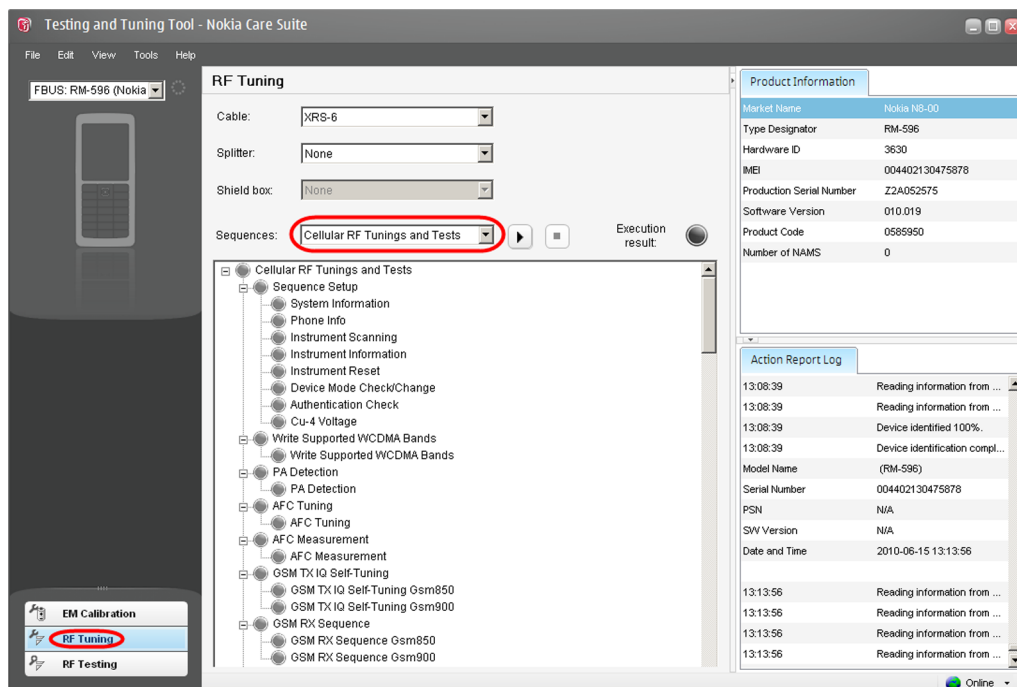 Testing and Tuning Tool - Nokia Care Suite
File Edit View Tools Help
FBUS: RM-596 (Nokia
RF Tuning
Cable: XRS-6
Splitter: None
Shield box: None
Sequences: Cellular RF Tunings and Tests
Execution result:
Cellular RF Tunings and Tests
Sequence Setup
System Information
Phone Info
Instrument Scanning
Instrument Information
Instrument Reset
Device Mode Check/Change
Authentication Check
Cu-4 Voltage
Write Supported WCDMA Bands
Write Supported WCDMA Bands
PA Detection
PA Detection
AFC Tuning
AFC Tuning
AFC Measurement
AFC Measurement
GSM TX IQ Self-Tuning
GSM TX IQ Self-Tuning Gsm850
GSM TX IQ Self-Tuning Gsm900
GSM RX Sequence
GSM RX Sequence Gsm850
GSM RX Sequence Gsm900
EM Calibration
RF Tuning
RF Testing
Product Information
Market Name Nokia N8-00
Type Designator RM-596
Hardware ID 3630
IMEI 004402130475878
Production Serial Number Z2A052575
Software Version 010.019
Product Code 0585950
Number of NAMS 0
Action Report Log
13:08:39 Reading information from ...
13:08:39 Reading information from ...
13:08:39 Device identified 100%.
13:08:39 Device identification compl...
Model Name (RM-596)
Serial Number 004402130475878
PSN N/A
SW Version N/A
Date and Time 2010-06-15 13:13:56
13:13:56 Reading information from ...
13:13:56 Reading information from ...
13:13:56 Reading information from ...
13:13:56 Reading information from ...
Online